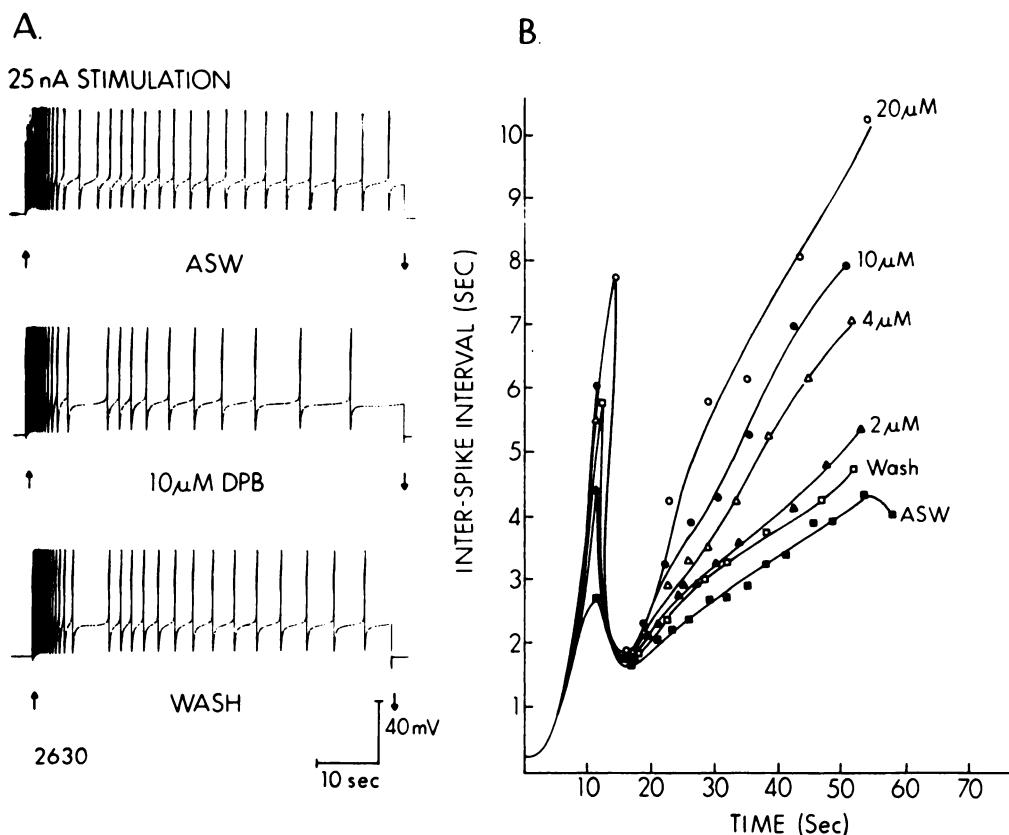 A.
25 nA STIMULATION
ASW
10µM DPB
WASH
40mV
10 sec
2630
B.
INTER-SPIKE INTERVAL (SEC)
10
9
8
7
6
5
4
3
2
1
20µM
10µM
4µM
2µM
Wash
ASW
10 20 30 40 50 60 70
TIME (Sec)